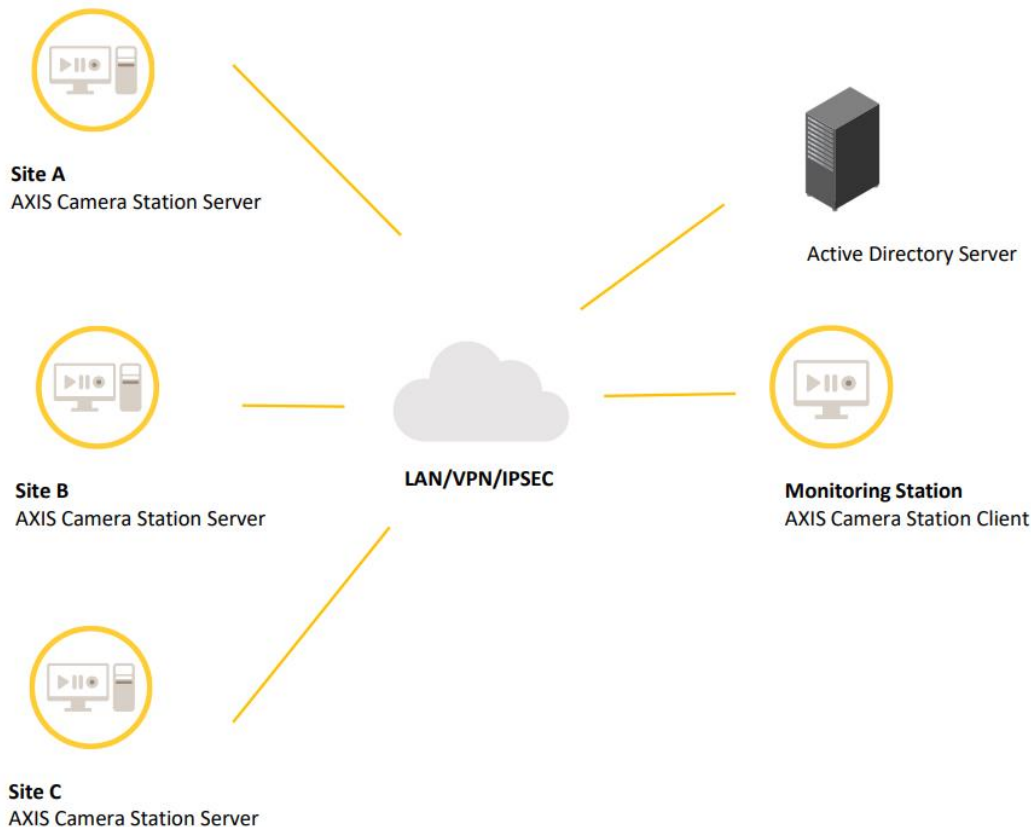 Site A
AXIS Camera Station Server
Active Directory Server
Site B
AXIS Camera Station Server
LAN/VPN/IPSEC
Monitoring Station
AXIS Camera Station Client
Site C
AXIS Camera Station Server